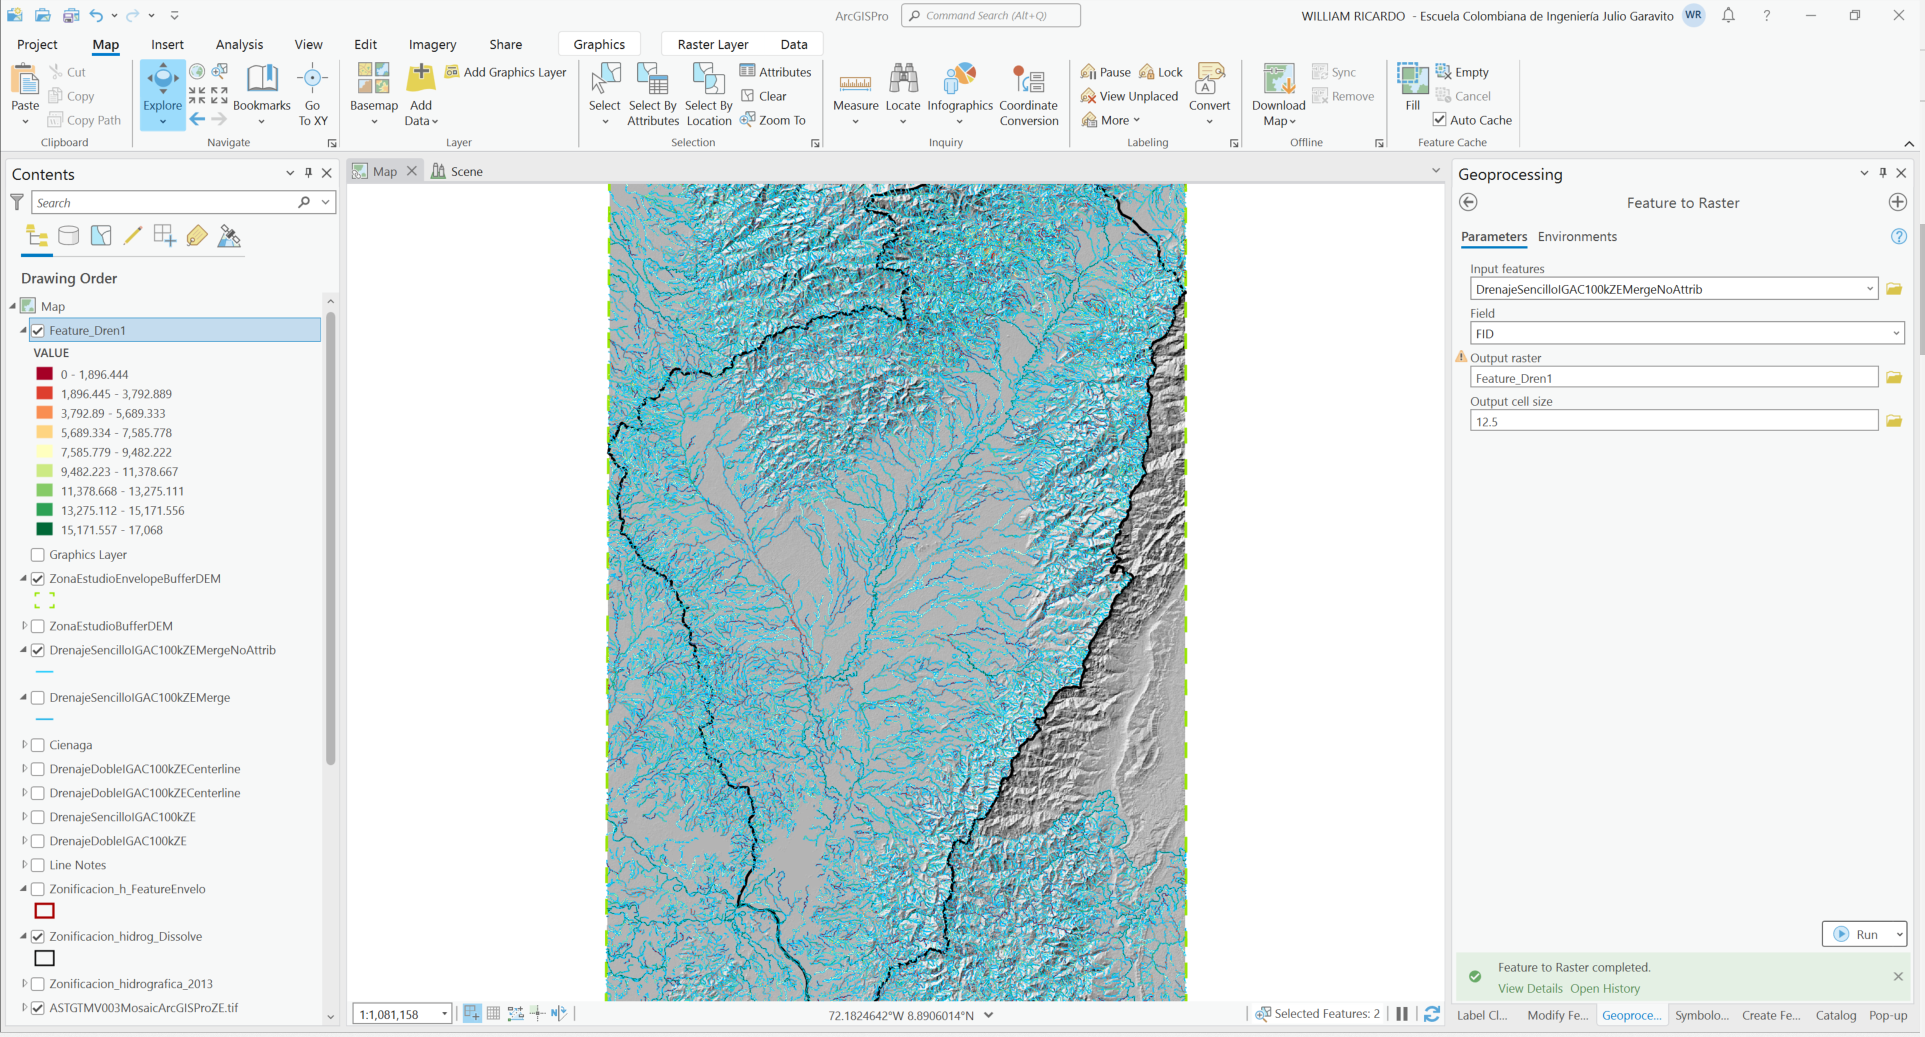 ArcGISPro
Command Search (Alt+Q)
WILLIAM RICARDO - Escuela Colombiana de Ingeniería Julio Garavito
WR
?
Project
Map
Insert
Analysis
View
Edit
Imagery
Share
Graphics
Raster Layer
Data
Paste
Cut
Copy
Copy Path
Clipboard
Explore
Bookmarks
Go
To XY
Navigate
Basemap
Add
Data
Add Graphics Layer
Layer
Select
Select By
Attributes
Select By
Location
Attributes
Clear
Zoom To
Selection
Measure
Locate
Infographics
Coordinate
Conversion
Inquiry
Pause
Lock
View Unplaced
More
Convert
Labeling
Download
Map
Sync
Remove
Offline
Fill
Empty
Cancel
Auto Cache
Feature Cache
Contents
Search
Drawing Order
Map
Feature_Dren1
VALUE
0 - 1,896.444
1,896.445 - 3,792.889
3,792.89 - 5,689.333
5,689.334 - 7,585.778
7,585.779 - 9,482.222
9,482.223 - 11,378.667
11,378.668 - 13,275.111
13,275.112 - 15,171.556
15,171.557 - 17,068
Graphics Layer
ZonaEstudioEnvelopeBufferDEM
ZonaEstudioBufferDEM
DrenajeSencilloIGAC100kZEMergeNoAttrib
DrenajeSencilloIGAC100kZEMerge
Cienaga
DrenajeDobleIGAC100kZECenterline
DrenajeDobleIGAC100kZECenterline
DrenajeSencilloIGAC100kZE
DrenajeDobleIGAC100kZE
Line Notes
Zonificacion_h_FeatureEnvelo
Zonificacion_hidrog_Dissolve
Zonificacion_hidrografica_2013
ASTGTMV003MosaicArcGISProZE.tif
Map
Scene
1:1,081,158
N
72.1824642°W 8.8906014°N
Selected Features: 2
Geoprocessing
Feature to Raster
Parameters
Environments
?
Input features
DrenajeSencilloIGAC100kZEMergeNoAttrib
Field
FID
Output raster
Feature_Dren1
Output cell size
12.5
Run
Feature to Raster completed.
View Details Open History
Label Cl...
Modify Fe...
Geoproce...
Symbolo...
Create Fe...
Catalog
Pop-up